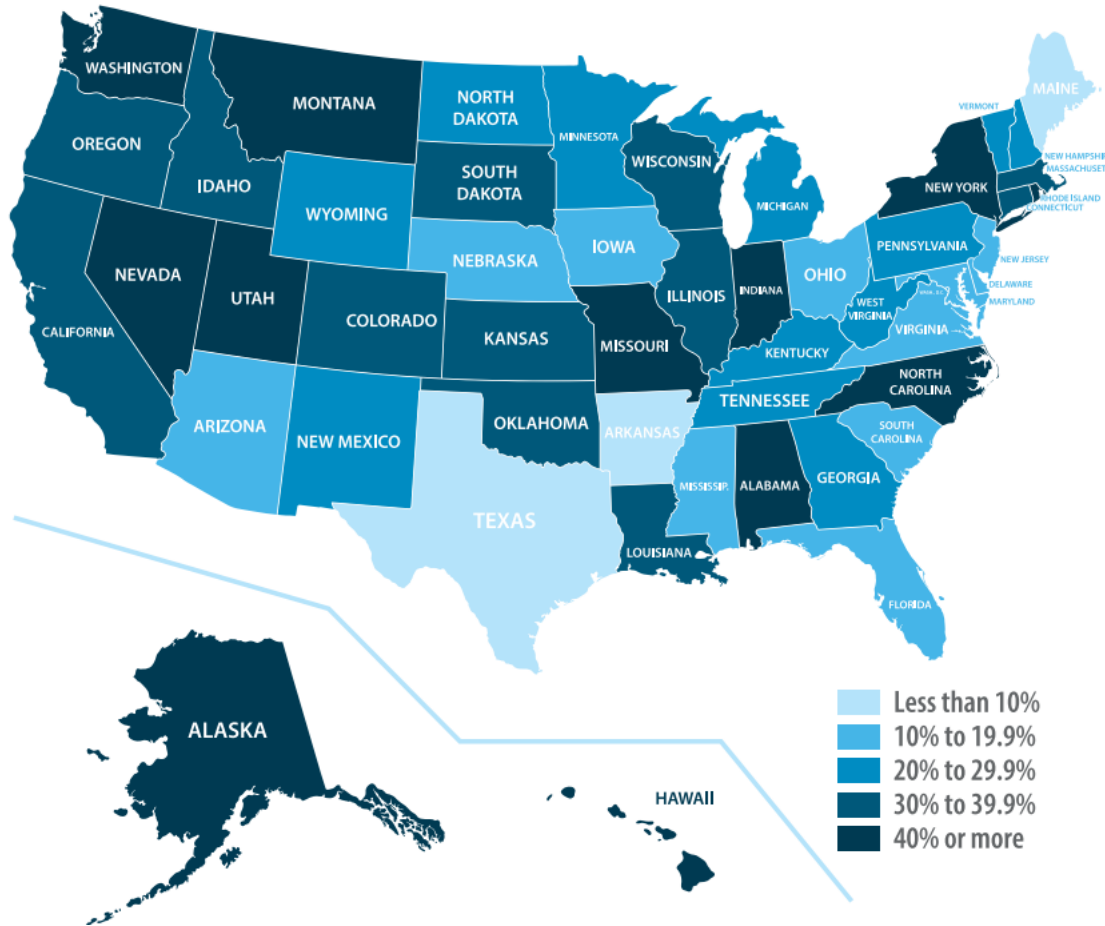 WASHINGTON
MONTANA
NORTH
DAKOTA
MINNESOTA
OREGON
IDAHO
SOUTH
DAKOTA
WISCONSIN
MICHIGAN
VERMONT
MAINE
NEW HAMPSHIR
MASSACHUSET
NEW YORK
RHODE ISLAND
CONNECTICUT
WYOMING
NEBRASKA
IOWA
PENNSYLVANIA
NEW JERSEY
NEVADA
UTAH
COLORADO
KANSAS
ILLINOIS
INDIANA
OHIO
DELAWARE
MARYLAND
WASH, D.C.
WEST
VIRGINIA
VIRGINIA
CALIFORNIA
MISSOURI
KENTUCKY
NORTH
CAROLINA
TENNESSEE
ARIZONA
NEW MEXICO
OKLAHOMA
ARKANSAS
SOUTH
CAROLINA
MISSISSIP.
ALABAMA
GEORGIA
TEXAS
LOUISIANA
FLORIDA
ALASKA
HAWAII
Less than 10%
10% to 19.9%
20% to 29.9%
30% to 39.9%
40% or more